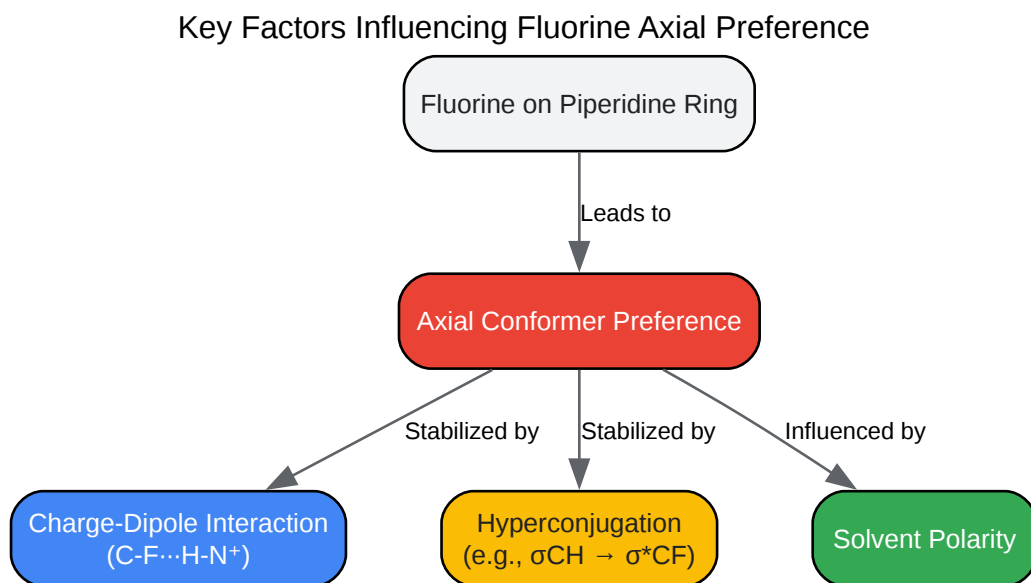 Key Factors Influencing Fluorine Axial Preference
Fluorine on Piperidine Ring
Leads to
Axial Conformer Preference
Stabilized by
Stabilized by
Influenced by
Charge-Dipole Interaction
(C-F···H-N⁺)
Hyperconjugation
(e.g., σCH → σ*CF)
Solvent Polarity